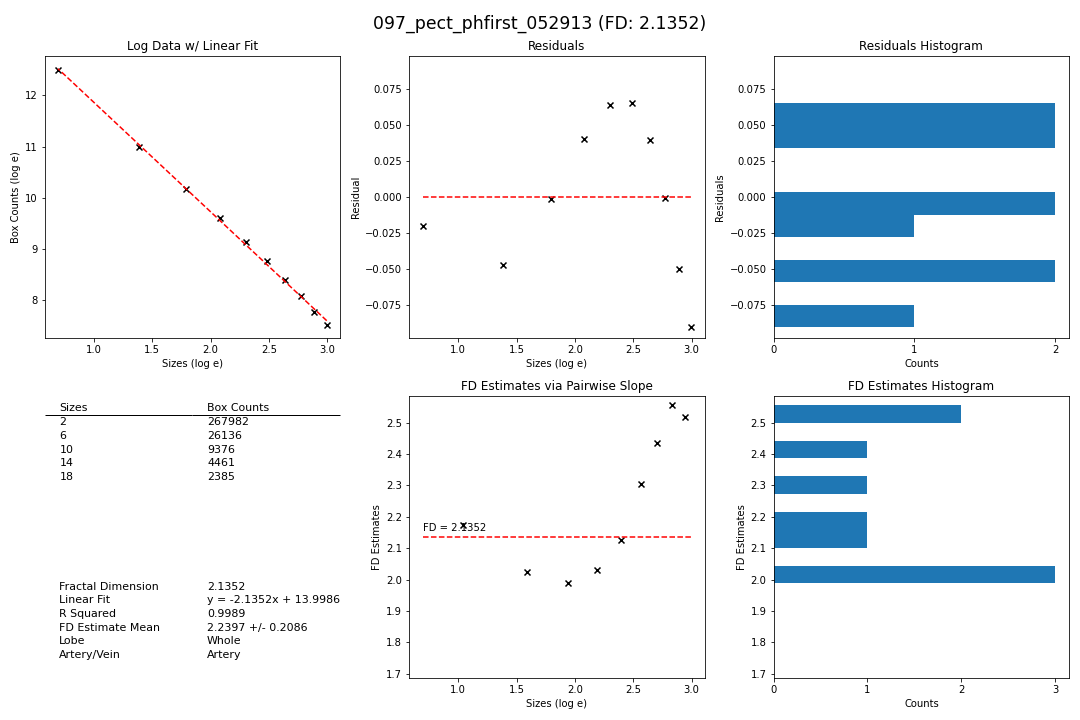 097_pect_phfirst_052913 (FD: 2.1352)
Log Data w/ Linear Fit
Box Counts (log e)
12
11
10
9
8
1.0 1.5 2.0 2.5 3.0
Sizes (log e)
Residuals
Residual
0.075
0.050
0.025
0.000
−0.025
−0.050
−0.075
1.0 1.5 2.0 2.5 3.0
Sizes (log e)
Residuals Histogram
Residuals
0.075
0.050
0.025
0.000
−0.025
−0.050
−0.075
0 1 2
Counts
Sizes Box Counts
2 267982
6 26136
10 9376
14 4461
18 2385
Fractal Dimension 2.1352
Linear Fit y = -2.1352x + 13.9986
R Squared 0.9989
FD Estimate Mean 2.2397 +/- 0.2086
Lobe Whole
Artery/Vein Artery
FD Estimates via Pairwise Slope
FD Estimates
2.5
2.4
2.3
2.2
2.1
2.0
1.9
1.8
1.7
FD = 2.1352
1.0 1.5 2.0 2.5 3.0
Sizes (log e)
FD Estimates Histogram
FD Estimates
2.5
2.4
2.3
2.2
2.1
2.0
1.9
1.8
1.7
0 1 2 3
Counts